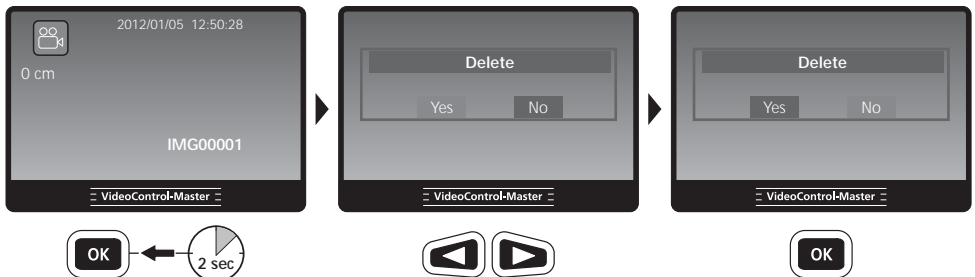 2012/01/05 12:50:28
0 cm
IMG00001
VideoControl-Master
OK
2 sec
Delete
Yes No
VideoControl-Master
Delete
Yes No
VideoControl-Master
OK